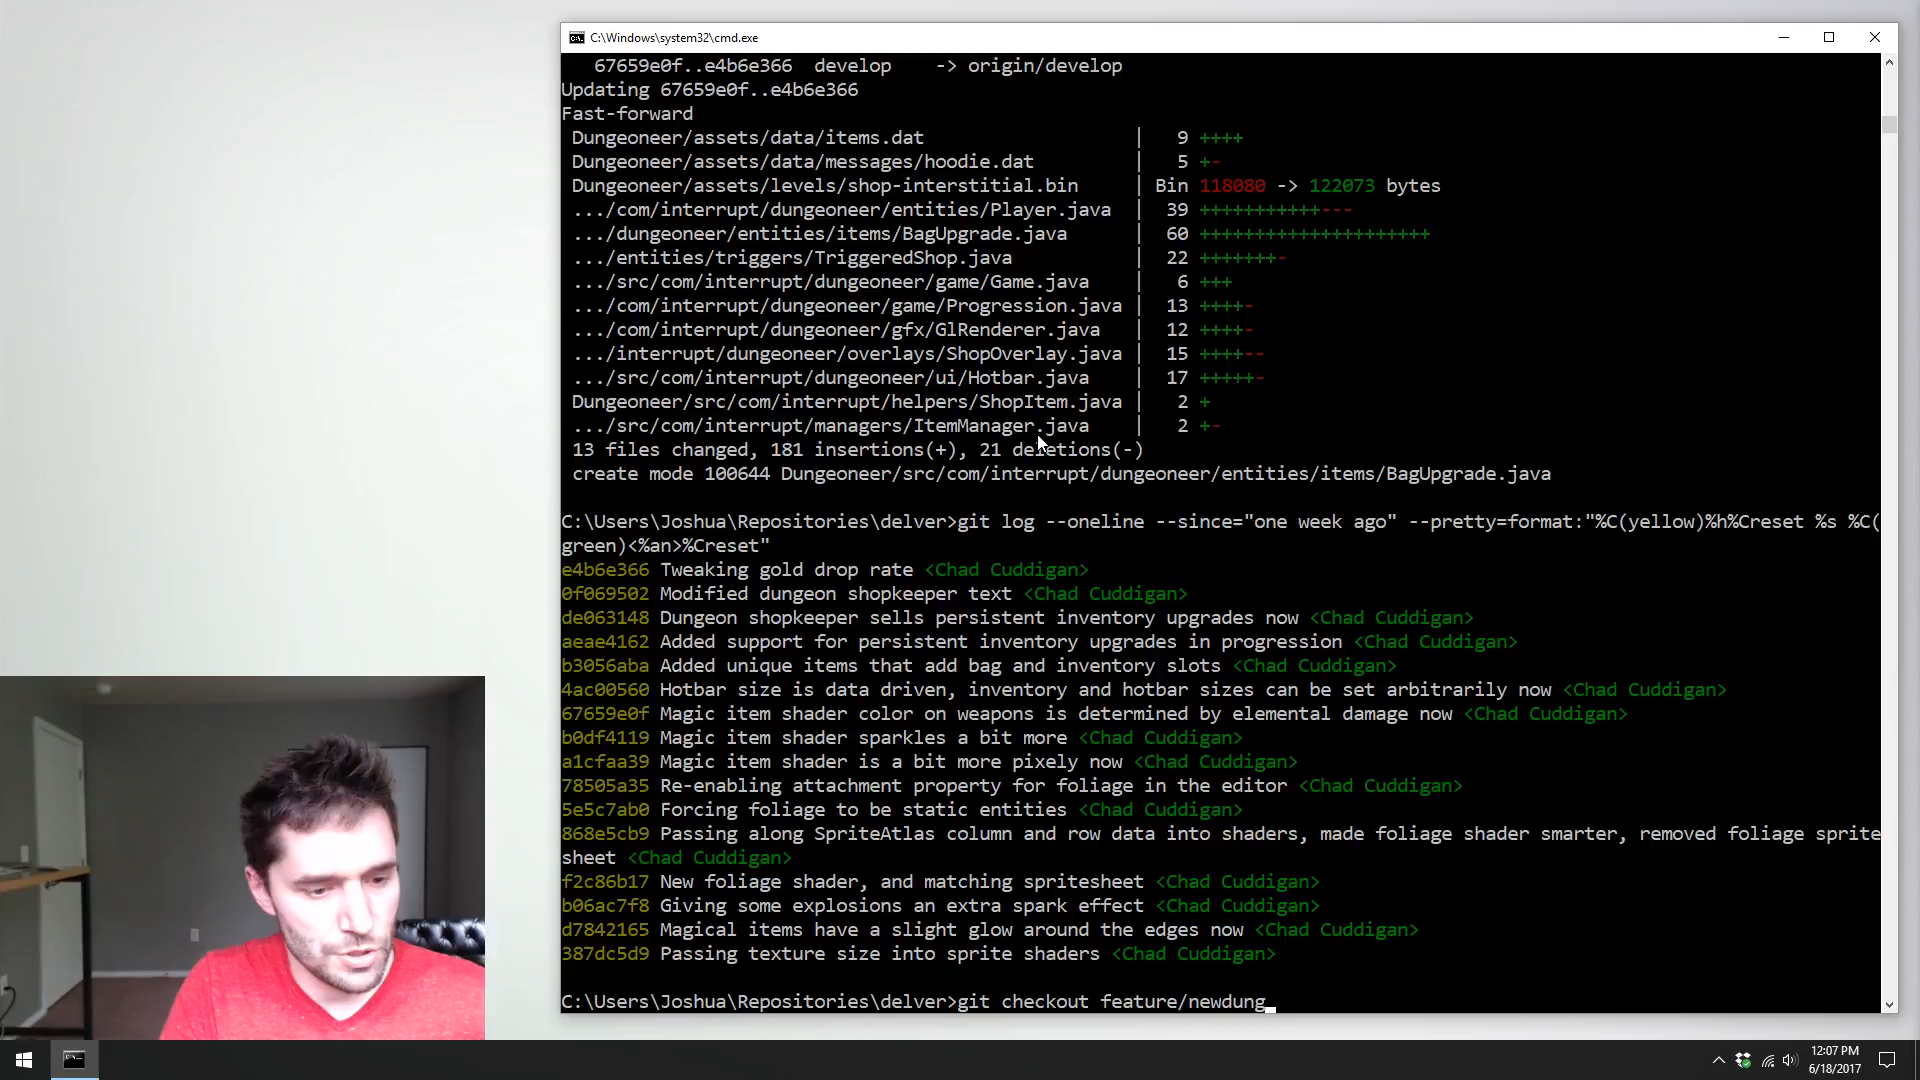 C:\Windows\system32\cmd.exe
67659e0f..e4b6e366  develop    -> origin/develop
Updating 67659e0f..e4b6e366
Fast-forward
Dungeoneer/assets/data/items.dat | 9 ++++
Dungeoneer/assets/data/messages/hoodie.dat | 5 +-
Dungeoneer/assets/levels/shop-interstitial.bin | Bin 118080 -> 122073 bytes
.../com/interrupt/dungeoneer/entities/Player.java | 39 +++++++++++---
.../dungeoneer/entities/items/BagUpgrade.java | 60 +++++++++++++++++++++
.../entities/triggers/TriggeredShop.java | 22 +++++++-
.../src/com/interrupt/dungeoneer/game/Game.java | 6 +++
.../com/interrupt/dungeoneer/game/Progression.java | 13 ++++-
.../com/interrupt/dungeoneer/gfx/GlRenderer.java | 12 ++++-
.../interrupt/dungeoneer/overlays/ShopOverlay.java | 15 ++++--
.../src/com/interrupt/dungeoneer/ui/Hotbar.java | 17 +++++-
Dungeoneer/src/com/interrupt/helpers/ShopItem.java | 2 +
.../src/com/interrupt/managers/ItemManager.java | 2 +-
13 files changed, 181 insertions(+), 21 deletions(-)
create mode 100644 Dungeoneer/src/com/interrupt/dungeoneer/entities/items/BagUpgrade.java
C:\Users\Joshua\Repositories\delver>git log --oneline --since="one week ago" --pretty=format:"%C(yellow)%h%Creset %s %C(
green)<%an>%Creset"
e4b6e366 Tweaking gold drop rate <Chad Cuddigan>
0f069502 Modified dungeon shopkeeper text <Chad Cuddigan>
de063148 Dungeon shopkeeper sells persistent inventory upgrades now <Chad Cuddigan>
aeae4162 Added support for persistent inventory upgrades in progression <Chad Cuddigan>
b3056aba Added unique items that add bag and inventory slots <Chad Cuddigan>
4ac00560 Hotbar size is data driven, inventory and hotbar sizes can be set arbitrarily now <Chad Cuddigan>
67659e0f Magic item shader color on weapons is determined by elemental damage now <Chad Cuddigan>
b0df4119 Magic item shader sparkles a bit more <Chad Cuddigan>
a1cfaa39 Magic item shader is a bit more pixely now <Chad Cuddigan>
78505a35 Re-enabling attachment property for foliage in the editor <Chad Cuddigan>
5e5c7ab0 Forcing foliage to be static entities <Chad Cuddigan>
868e5cb9 Passing along SpriteAtlas column and row data into shaders, made foliage shader smarter, removed foliage sprite
sheet <Chad Cuddigan>
f2c86b17 New foliage shader, and matching spritesheet <Chad Cuddigan>
b06ac7f8 Giving some explosions an extra spark effect <Chad Cuddigan>
d7842165 Magical items have a slight glow around the edges now <Chad Cuddigan>
387dc5d9 Passing texture size into sprite shaders <Chad Cuddigan>
C:\Users\Joshua\Repositories\delver>git checkout feature/newdung
12:07 PM
6/18/2017